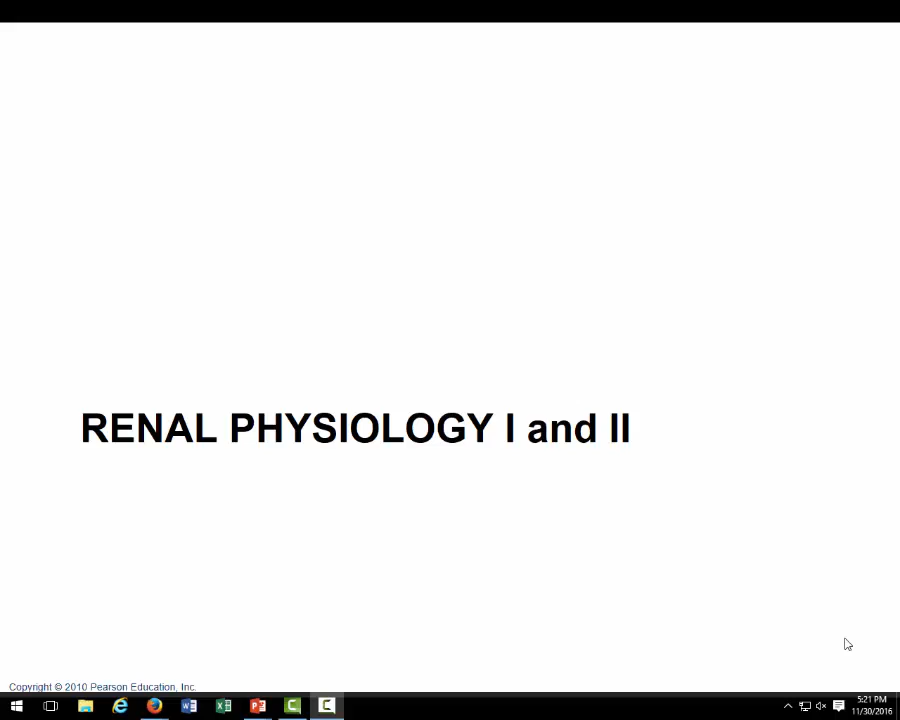 RENAL PHYSIOLOGY I and II
Copyright © 2010 Pearson Education, Inc.
5:21 PM
11/30/2016